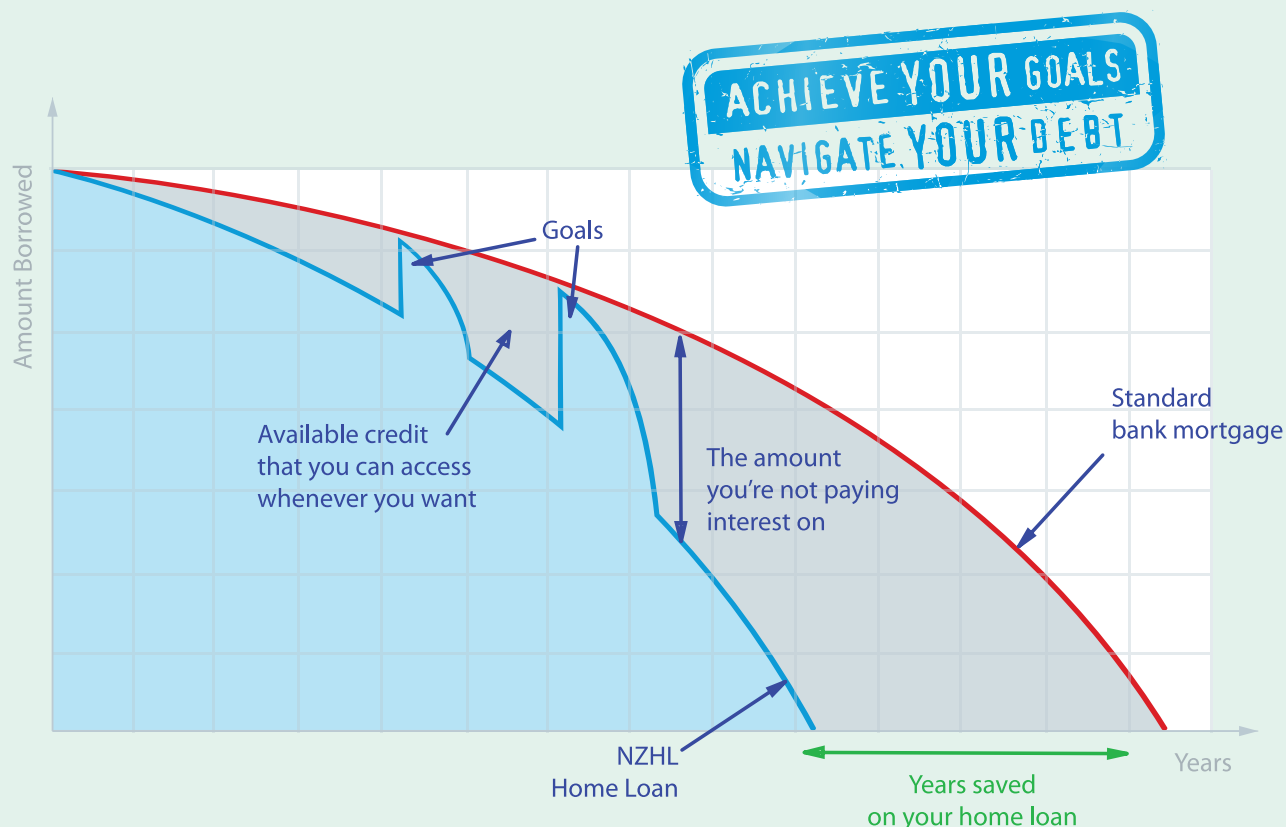 ACHIEVE YOUR GOALS
NAVIGATE YOUR DEBT
Amount Borrowed
Goals
Available credit
that you can access
whenever you want
The amount
you're not paying
interest on
Standard
bank mortgage
NZHL
Home Loan
Years
Years saved
on your home loan